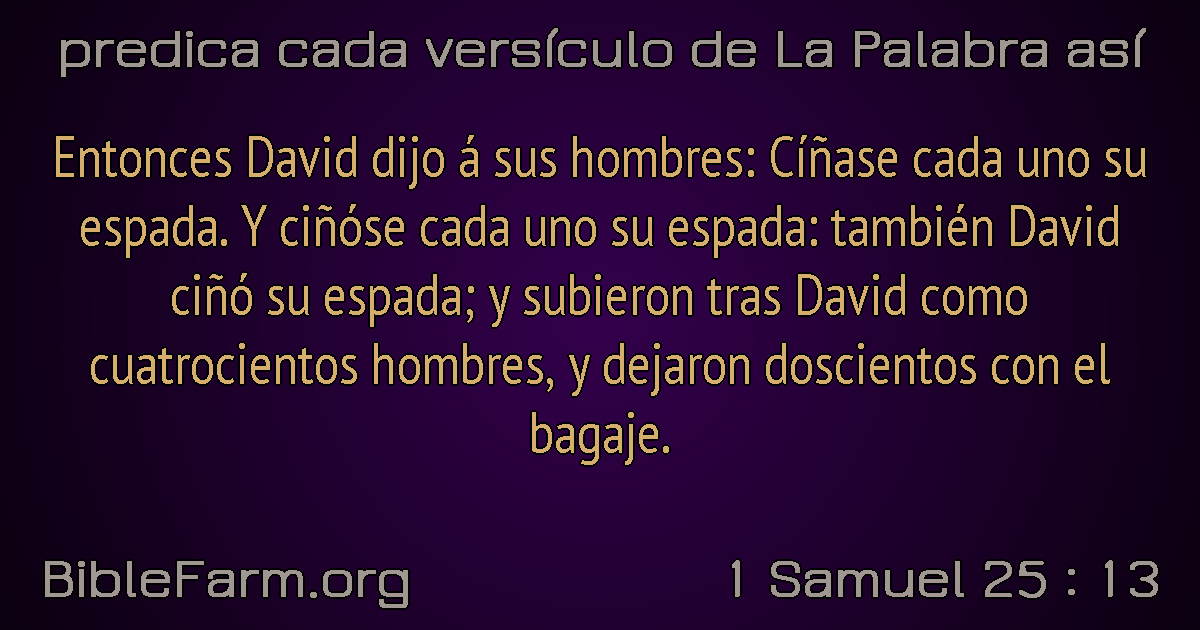 predica cada versículo de La Palabra así
Entonces David dijo á sus hombres: Cíñase cada uno su
espada. Y ciñóse cada uno su espada: también David
ciñó su espada; y subieron tras David como
cuatrocientos hombres, y dejaron doscientos con el
bagaje.
BibleFarm.org
1 Samuel 25 : 13